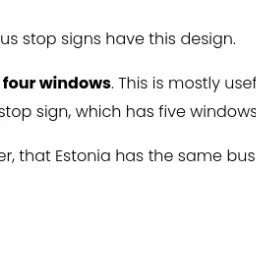 us stop signs have this design.
four windows. This is mostly usef
stop sign, which has five windows
er, that Estonia has the same bus